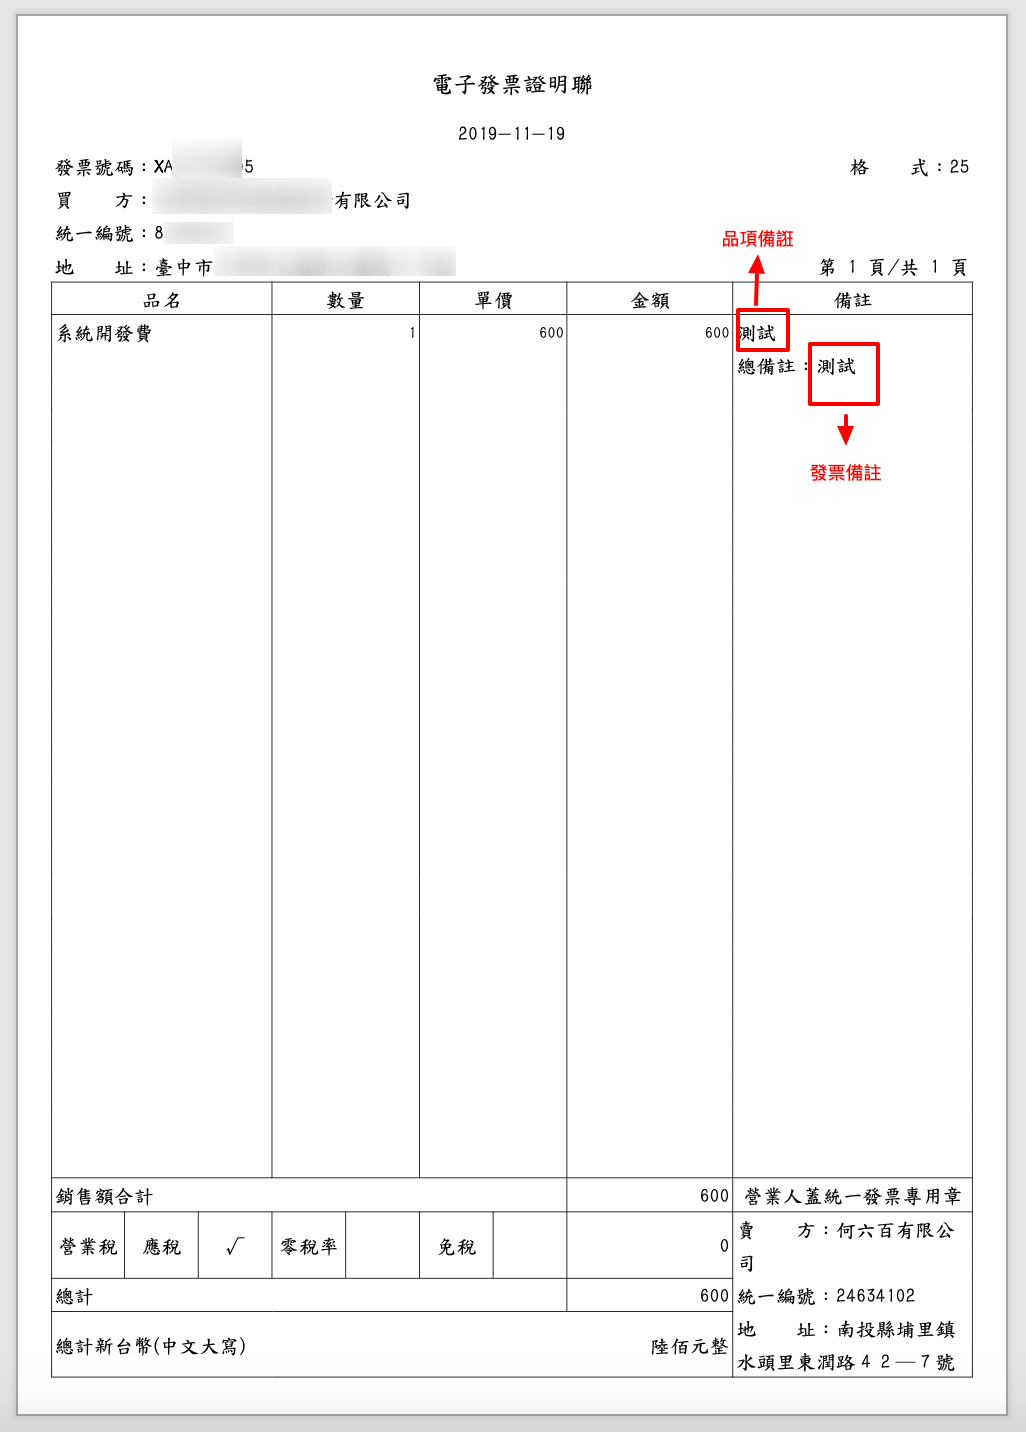 電子發票證明聯
2019-11-19
發票號碼：XA 05
格　　式：25
買　　方： 有限公司
統一編號：8
品項備誑
地　　址：臺中市
第 1 頁/共 1 頁
品名 數量 單價 金額 備註
系統開發費 1 600 600 測試
總備註：測試
發票備註
銷售額合計 600 營業人蓋統一發票專用章
營業稅 應稅 √ 零稅率 免稅 0
賣　　方：何六百有限公
司
總計 600
統一編號：24634102
總計新台幣(中文大寫) 陸佰元整
地　　址：南投縣埔里鎮
水頭里東潤路４２—７號